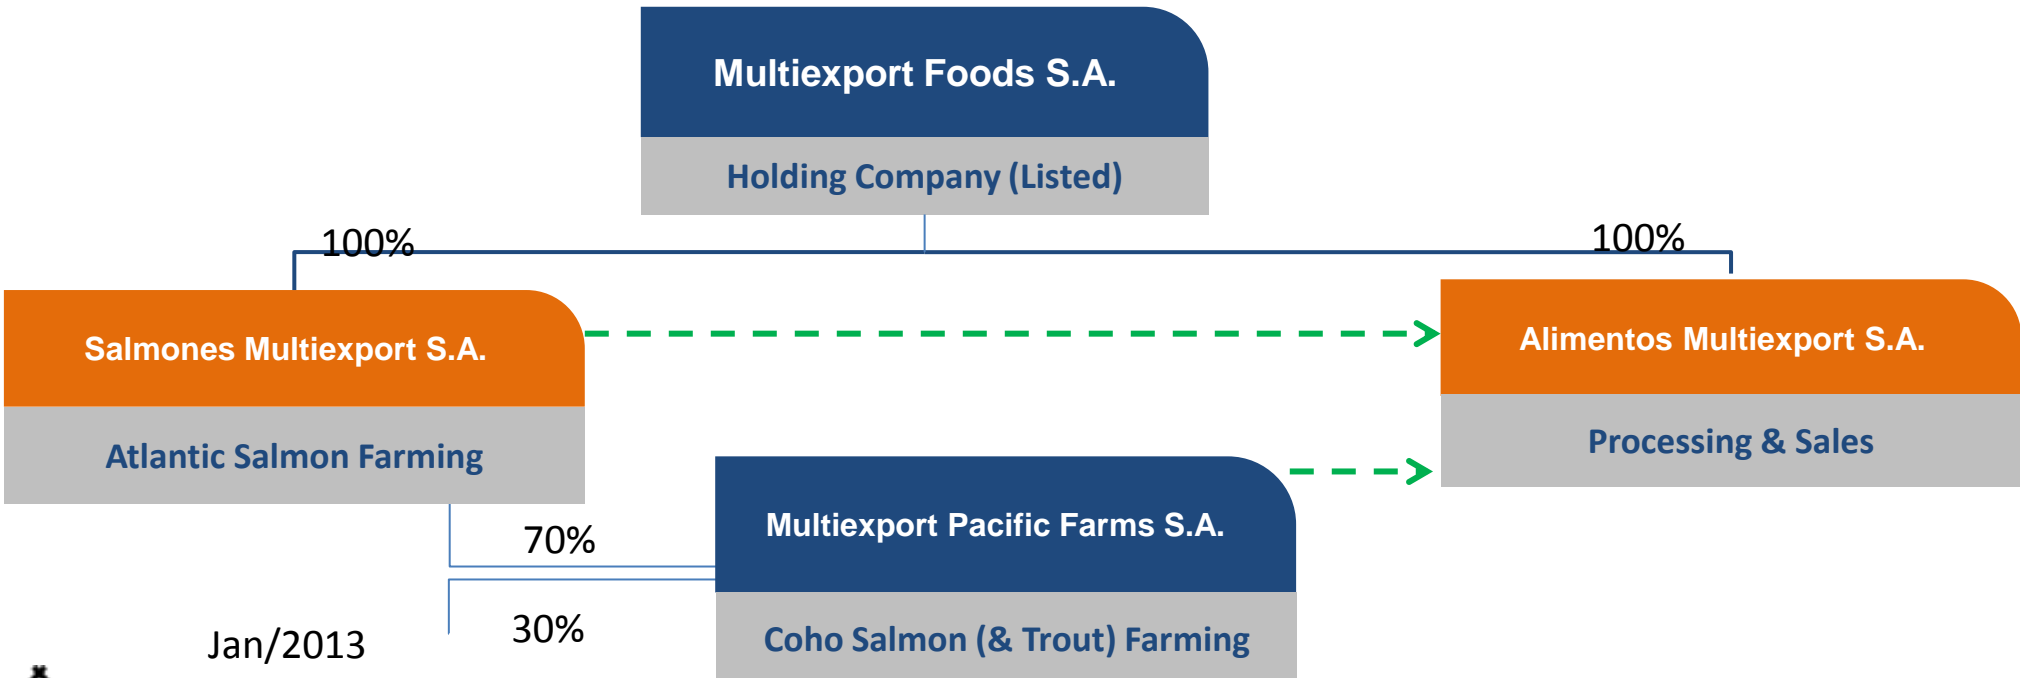 Multiexport Foods S.A.
Holding Company (Listed)
100%
100%
Salmones Multiexport S.A.
Alimentos Multiexport S.A.
Atlantic Salmon Farming
Processing & Sales
Multiexport Pacific Farms S.A.
70%
30%
Jan/2013
Coho Salmon (& Trout) Farming